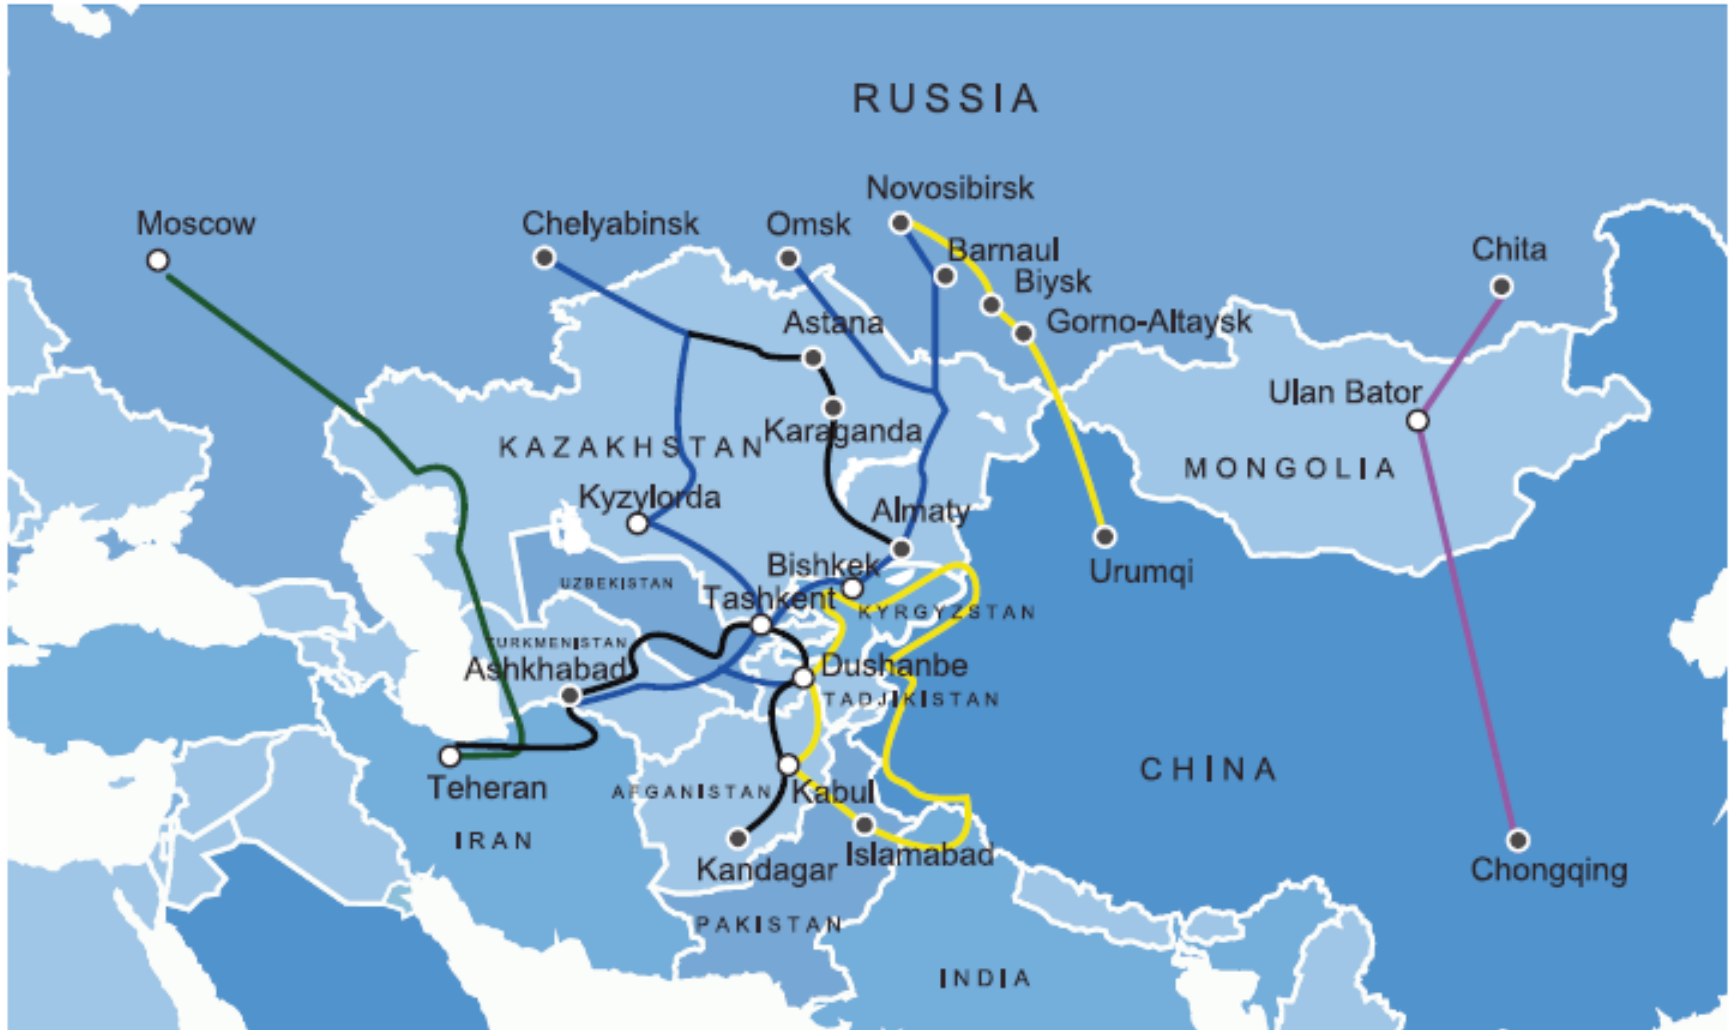 RUSSIA
Novosibirsk
Moscow
Chelyabinsk
Omsk
Barnaul
Chita
Biysk
Astana
Gorno-Altaysk
Ulan Bator
Karaganda
KAZAKHSTAN
MONGOLIA
Kyzylorda
Almaty
Bishkek
Urumqi
UZBEKISTAN
Tashkent
KYRGYZSTAN
TURKMENISTAN
Ashkhabad
Dushanbe
TADJIKISTAN
CHINA
Teheran
AFGANISTAN
Kabul
IRAN
Islamabad
Kandagar
Chongqing
PAKISTAN
INDIA